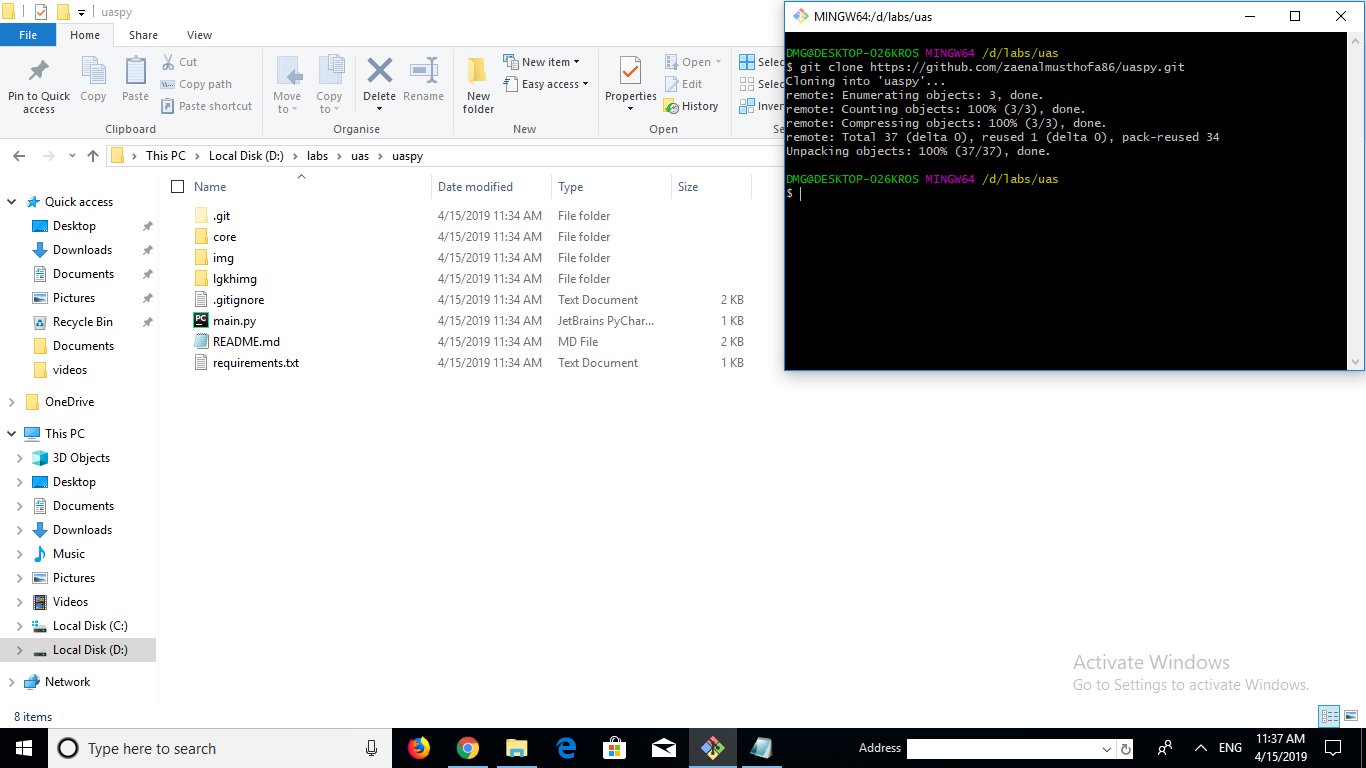 uaspy
File Home Share View
Pin to Quick access
Copy
Paste
Cut
Copy path
Paste shortcut
Clipboard
Move to
Copy to
Delete
Rename
Organise
New folder
New item
Easy access
New
Properties
Open
Edit
History
Open
Selec
Selec
Inver
Se
This PC Local Disk (D:) labs uas uaspy
Name Date modified Type Size
.git 4/15/2019 11:34 AM File folder
core 4/15/2019 11:34 AM File folder
img 4/15/2019 11:34 AM File folder
lgkhimg 4/15/2019 11:34 AM File folder
.gitignore 4/15/2019 11:34 AM Text Document 2 KB
PC main.py 4/15/2019 11:34 AM JetBrains PyChar... 1 KB
README.md 4/15/2019 11:34 AM MD File 2 KB
requirements.txt 4/15/2019 11:34 AM Text Document 1 KB
Quick access
Desktop
Downloads
Documents
Pictures
Recycle Bin
Documents
videos
OneDrive
This PC
3D Objects
Desktop
Documents
Downloads
Music
Pictures
Videos
Local Disk (C:)
Local Disk (D:)
Network
8 items
MINGW64:/d/labs/uas
DMG@DESKTOP-O26KROS MINGW64 /d/labs/uas
$ git clone https://github.com/zaenalmusthofa86/uaspy.git
Cloning into 'uaspy'...
remote: Enumerating objects: 3, done.
remote: Counting objects: 100% (3/3), done.
remote: Compressing objects: 100% (3/3), done.
remote: Total 37 (delta 0), reused 1 (delta 0), pack-reused 34
Unpacking objects: 100% (37/37), done.
DMG@DESKTOP-O26KROS MINGW64 /d/labs/uas
$
Activate Windows
Go to Settings to activate Windows.
Type here to search
Address
ENG
11:37 AM
4/15/2019